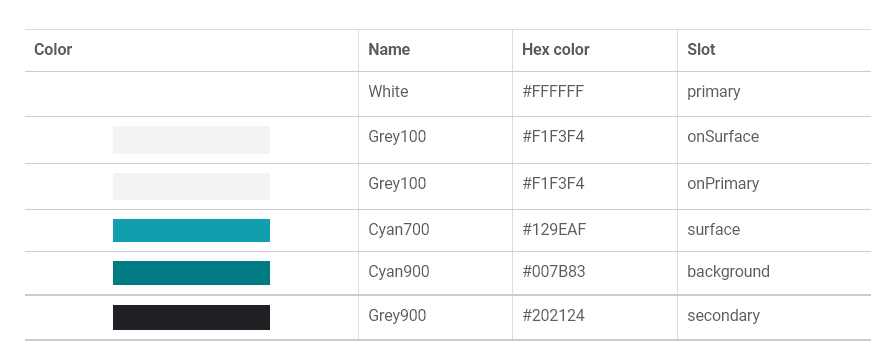 Color Name Hex color Slot
White #FFFFFF primary
Grey100 #F1F3F4 onSurface
Grey100 #F1F3F4 onPrimary
Cyan700 #129EAF surface
Cyan900 #007B83 background
Grey900 #202124 secondary